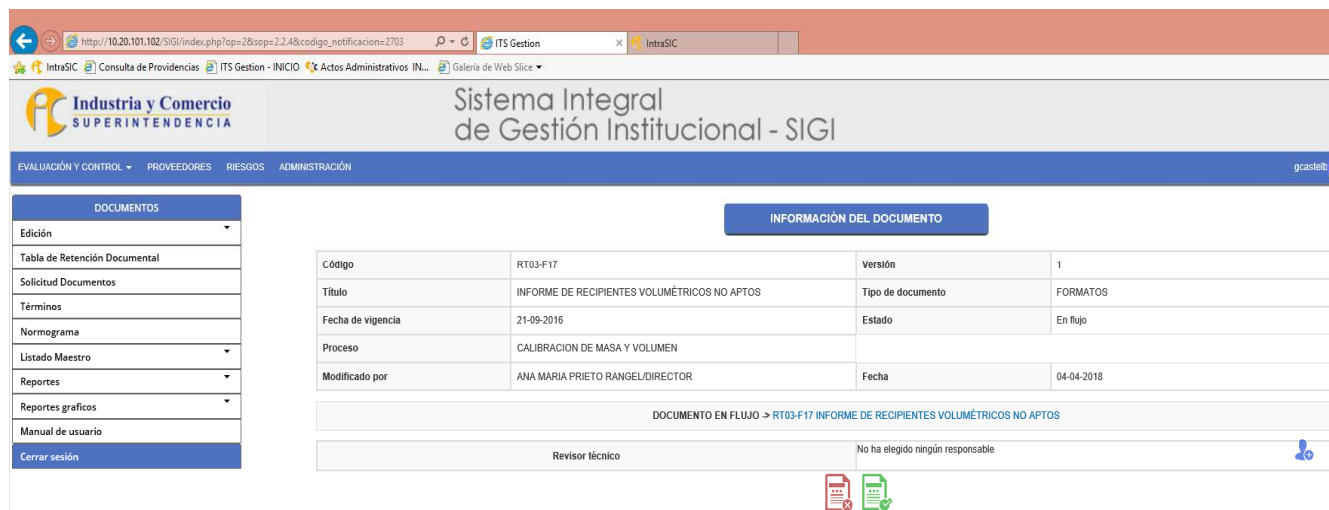 http://10.20.101.102/SIGI/index.php?op=2&sop=2.2.4&codigo_notificacion=2703
ITS Gestion
IntraSIC
IntraSIC Consulta de Providencias ITS Gestion - INICIO Actos Administrativos IN... Galería de Web Slice
Industria y Comercio
SUPERINTENDENCIA
Sistema Integral
de Gestión Institucional - SIGI
EVALUACIÓN Y CONTROL PROVEEDORES RIESGOS ADMINISTRACIÓN gcastelb
DOCUMENTOS
Edición
Tabla de Retención Documental
Solicitud Documentos
Términos
Normograma
Listado Maestro
Reportes
Reportes graficos
Manual de usuario
Cerrar sesión
INFORMACIÓN DEL DOCUMENTO
Código RT03-F17 Versión 1
Título INFORME DE RECIPIENTES VOLUMÉTRICOS NO APTOS Tipo de documento FORMATOS
Fecha de vigencia 21-09-2016 Estado En flujo
Proceso CALIBRACION DE MASA Y VOLUMEN
Modificado por ANA MARIA PRIETO RANGEL/DIRECTOR Fecha 04-04-2018
DOCUMENTO EN FLUJO -> RT03-F17 INFORME DE RECIPIENTES VOLUMÉTRICOS NO APTOS
Revisor técnico No ha elegido ningún responsable